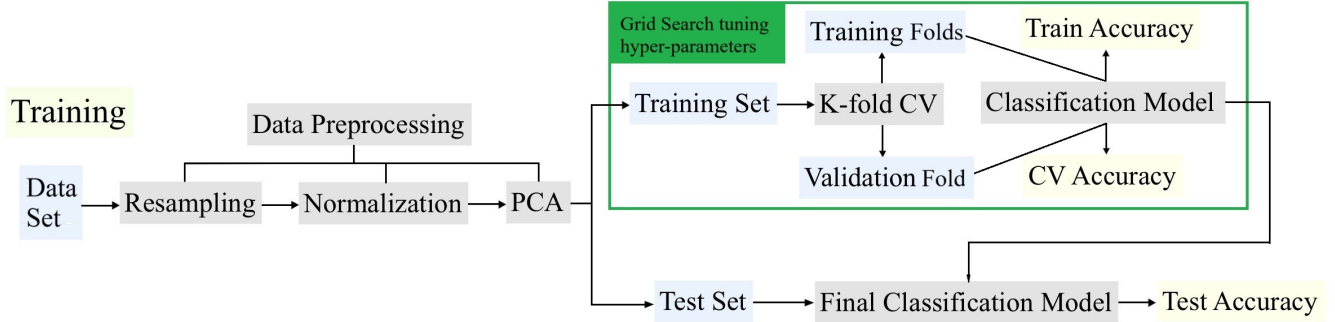 Training
Data
Set
Data Preprocessing
Resampling
Normalization
PCA
Grid Search tuning
hyper-parameters
Training Set
K-fold CV
Training Folds
Validation Fold
Train Accuracy
Classification Model
CV Accuracy
Test Set
Final Classification Model
Test Accuracy